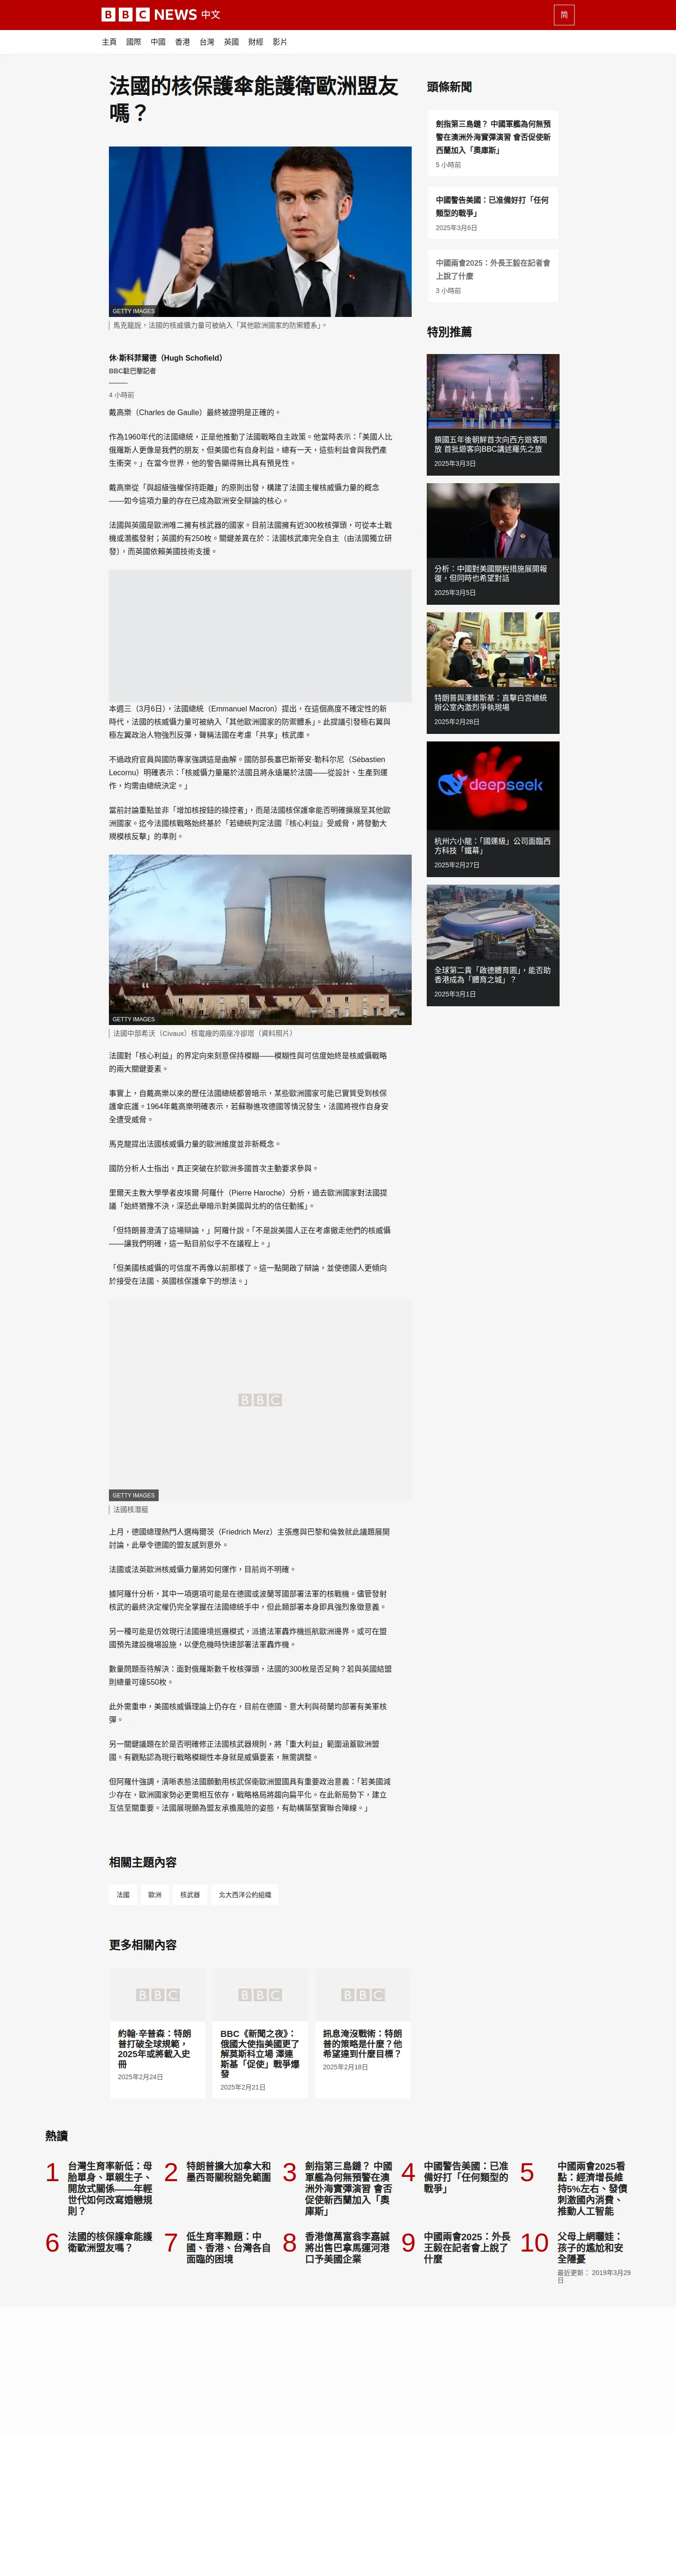 BBC NEWS 中文
简
主頁 國際 中國 香港 台灣 英國 財經 影片
法國的核保護傘能護衛歐洲盟友
嗎？
GETTY IMAGES
馬克龍說，法國的核威懾力量可被納入「其他歐洲國家的防禦體系」。
休·斯科菲爾德（Hugh Schofield）
BBC駐巴黎記者
4 小時前
戴高樂（Charles de Gaulle）最終被證明是正確的。
作為1960年代的法國總統，正是他推動了法國戰略自主政策。他當時表示：「美國人比
俄羅斯人更像是我們的朋友，但美國也有自身利益。總有一天，這些利益會與我們產
生衝突。」在當今世界，他的警告顯得無比具有預見性。
戴高樂從「與超級強權保持距離」的原則出發，構建了法國主權核威懾力量的概念
——如今這項力量的存在已成為歐洲安全辯論的核心。
法國與英國是歐洲唯二擁有核武器的國家。目前法國擁有近300枚核彈頭，可從本土戰
機或潛艦發射；英國約有250枚。關鍵差異在於：法國核武庫完全自主（由法國獨立研
發），而英國依賴美國技術支援。
本週三（3月6日），法國總統（Emmanuel Macron）提出，在這個高度不確定性的新
時代，法國的核威懾力量可被納入「其他歐洲國家的防禦體系」。此提議引發極右翼與
極左翼政治人物強烈反彈，聲稱法國在考慮「共享」核武庫。
不過政府官員與國防專家強調這是曲解。國防部長塞巴斯蒂安·勒科尔尼（Sébastien
Lecornu）明確表示：「核威懾力量屬於法國且將永遠屬於法國——從設計、生產到運
作，均需由總統決定。」
當前討論重點並非「增加核按鈕的操控者」，而是法國核保護傘能否明確擴展至其他歐
洲國家。迄今法國核戰略始終基於「若總統判定法國『核心利益』受威脅，將發動大
規模核反擊」的準則。
GETTY IMAGES
法國中部希沃（Civaux）核電廠的兩座冷卻塔（資料照片）
法國對「核心利益」的界定向來刻意保持模糊——模糊性與可信度始終是核威懾戰略
的兩大關鍵要素。
事實上，自戴高樂以來的歷任法國總統都曾暗示，某些歐洲國家可能已實質受到核保
護傘庇護。1964年戴高樂明確表示，若蘇聯進攻德國等情況發生，法國將視作自身安
全遭受威脅。
馬克龍提出法國核威懾力量的歐洲維度並非新概念。
國防分析人士指出，真正突破在於歐洲多國首次主動要求參與。
里爾天主教大學學者皮埃爾·阿羅什（Pierre Haroche）分析，過去歐洲國家對法國提
議「始終猶豫不決，深恐此舉暗示對美國與北約的信任動搖」。
「但特朗普澄清了這場辯論，」阿羅什說。「不是說美國人正在考慮撤走他們的核威懾
——讓我們明確，這一點目前似乎不在議程上。」
「但美國核威懾的可信度不再像以前那樣了。這一點開啟了辯論，並使德國人更傾向
於接受在法國、英國核保護傘下的想法。」
BBC
GETTY IMAGES
法國核潛艇
上月，德國總理熱門人選梅爾茨（Friedrich Merz）主張應與巴黎和倫敦就此議題展開
討論，此舉令德國的盟友感到意外。
法國或法英歐洲核威懾力量將如何運作，目前尚不明確。
據阿羅什分析，其中一項選項可能是在德國或波蘭等國部署法軍的核戰機。儘管發射
核武的最終決定權仍完全掌握在法國總統手中，但此類部署本身即具強烈象徵意義。
另一種可能是仿效現行法國邊境巡邏模式，派遣法軍轟炸機巡航歐洲邊界。或可在盟
國預先建設機場設施，以便危機時快速部署法軍轟炸機。
數量問題亟待解決：面對俄羅斯數千枚核彈頭，法國的300枚是否足夠？若與英國結盟
則總量可達550枚。
此外需重申，美國核威懾理論上仍存在，目前在德國、意大利與荷蘭均部署有美軍核
彈。
另一關鍵議題在於是否明確修正法國核武器規則，將「重大利益」範圍涵蓋歐洲盟
國。有觀點認為現行戰略模糊性本身就是威懾要素，無需調整。
但阿羅什強調，清晰表態法國願動用核武保衛歐洲盟國具有重要政治意義：「若美國減
少存在，歐洲國家勢必更需相互依存，戰略格局將趨向扁平化。在此新局勢下，建立
互信至關重要。法國展現願為盟友承擔風險的姿態，有助構築堅實聯合陣線。」
相關主題內容
法國 歐洲 核武器 北大西洋公約組織
更多相關內容
BBC BBC BBC
約翰·辛普森：特朗
普打破全球規範，
2025年或將載入史
冊
2025年2月24日
BBC《新聞之夜》：
俄國大使指美國更了
解莫斯科立場 澤連
斯基「促使」戰爭爆
發
2025年2月21日
訊息淹沒戰術：特朗
普的策略是什麼？他
希望達到什麼目標？
2025年2月18日
頭條新聞
劍指第三島鏈？ 中國軍艦為何無預
警在澳洲外海實彈演習 會否促使新
西蘭加入「奧庫斯」
5 小時前
中國警告美國：已准備好打「任何
類型的戰爭」
2025年3月6日
中國兩會2025：外長王毅在記者會
上說了什麼
3 小時前
特別推薦
鎖國五年後朝鮮首次向西方遊客開
放 首批遊客向BBC講述羅先之旅
2025年3月3日
分析：中國對美國關稅措施展開報
復，但同時也希望對話
2025年3月5日
特朗普與澤連斯基：直擊白宮總統
辦公室內激烈爭執現場
2025年2月28日
deepseek
杭州六小龍：「國運級」公司面臨西
方科技「鐵幕」
2025年2月27日
全球第二貴「啟德體育園」，能否助
香港成為「體育之城」？
2025年3月1日
熱讀
1
台灣生育率新低：母
胎單身、單親生子、
開放式關係——年輕
世代如何改寫婚戀規
則？
2
特朗普擴大加拿大和
墨西哥關稅豁免範圍
3
劍指第三島鏈？ 中國
軍艦為何無預警在澳
洲外海實彈演習 會否
促使新西蘭加入「奧
庫斯」
4
中國警告美國：已准
備好打「任何類型的
戰爭」
5
中國兩會2025看
點：經濟增長維
持5%左右、發債
刺激國內消費、
推動人工智能
6
法國的核保護傘能護
衛歐洲盟友嗎？
7
低生育率難題：中
國、香港、台灣各自
面臨的困境
8
香港億萬富翁李嘉誠
將出售巴拿馬運河港
口予美國企業
9
中國兩會2025：外長
王毅在記者會上說了
什麼
10
父母上網曬娃：
孩子的尷尬和安
全隱憂
最近更新： 2019年3月29
日